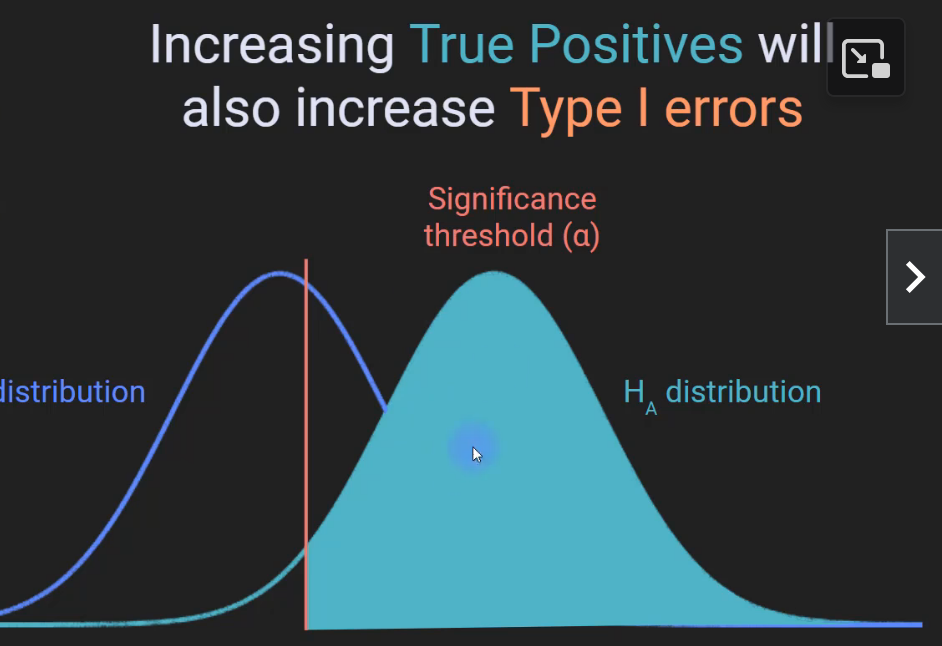 Increasing True Positives will
also increase Type I errors
Significance
threshold (α)
distribution
H_A distribution